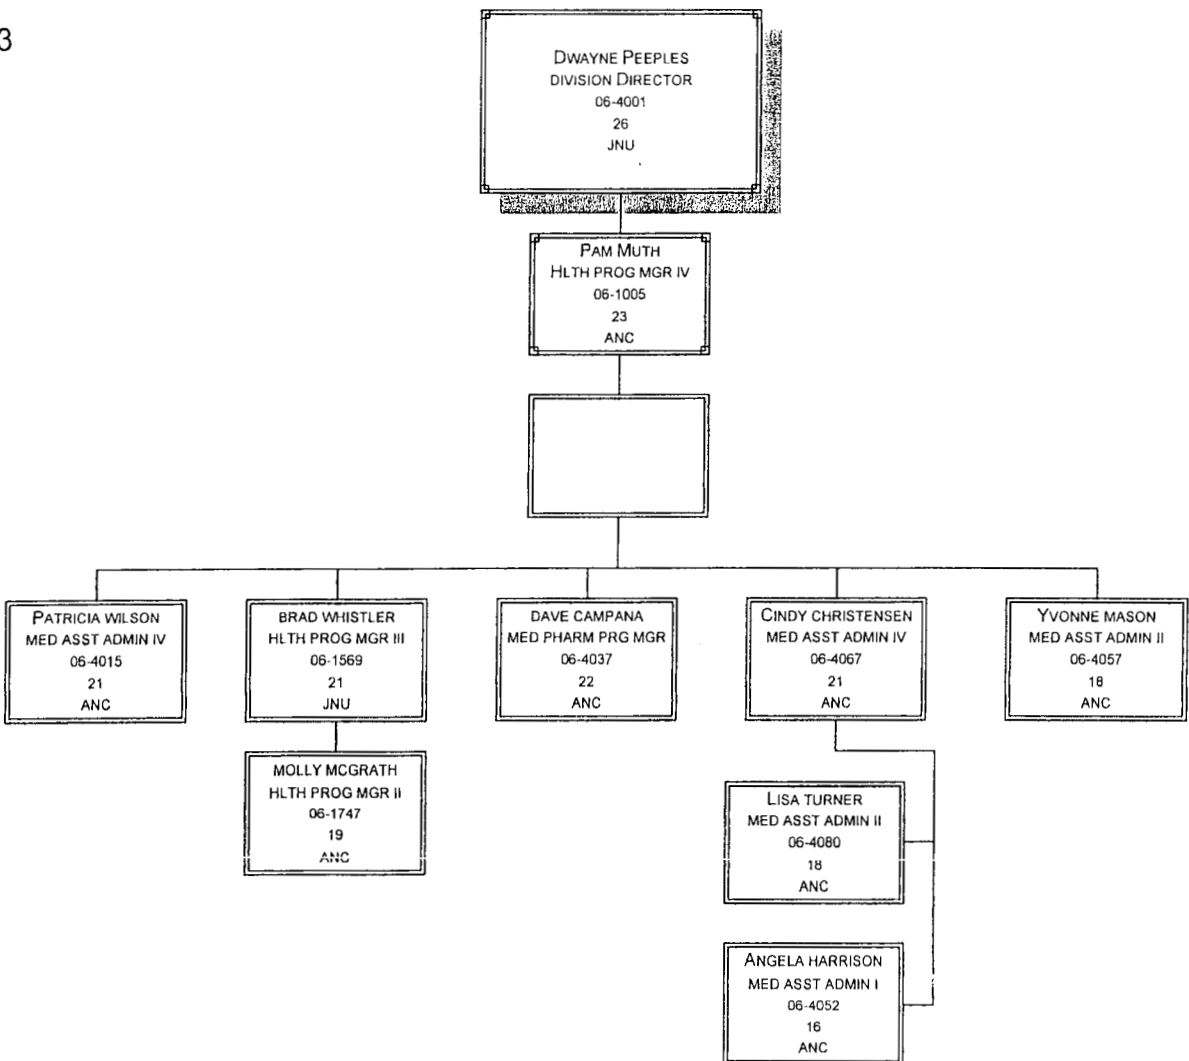 3
DWAYNE PEEPLES
DIVISION DIRECTOR
06-4001
26
JNU
PAM MUTH
HLTH PROG MGR IV
06-1005
23
ANC
PATRICIA WILSON
MED ASST ADMIN IV
06-4015
21
ANC
BRAD WHISTLER
HLTH PROG MGR III
06-1569
21
JNU
DAVE CAMPANA
MED PHARM PRG MGR
06-4037
22
ANC
CINDY CHRISTENSEN
MED ASST ADMIN IV
06-4067
21
ANC
YVONNE MASON
MED ASST ADMIN II
06-4057
18
ANC
MOLLY MCGRATH
HLTH PROG MGR II
06-1747
19
ANC
LISA TURNER
MED ASST ADMIN II
06-4080
18
ANC
ANGELA HARRISON
MED ASST ADMIN I
06-4052
16
ANC